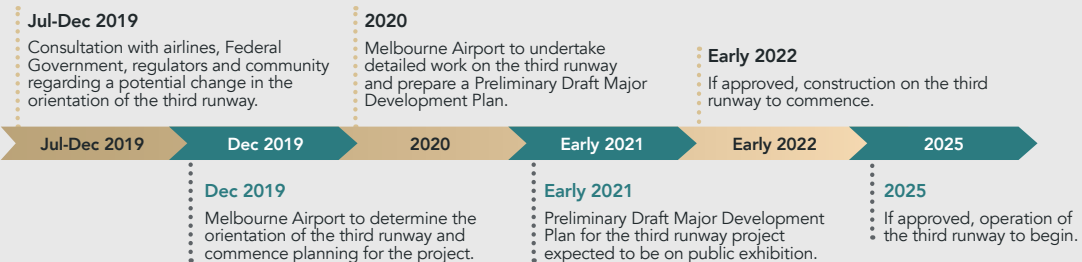 Jul-Dec 2019
Consultation with airlines, Federal
Government, regulators and community
regarding a potential change in the
orientation of the third runway.
2020
Melbourne Airport to undertake
detailed work on the third runway
and prepare a Preliminary Draft Major
Development Plan.
Early 2022
If approved, construction on the third
runway to commence.
Jul-Dec 2019
Dec 2019
2020
Early 2021
Early 2022
2025
Dec 2019
Melbourne Airport to determine the
orientation of the third runway and
commence planning for the project.
Early 2021
Preliminary Draft Major Development
Plan for the third runway project
expected to be on public exhibition.
2025
If approved, operation of
the third runway to begin.